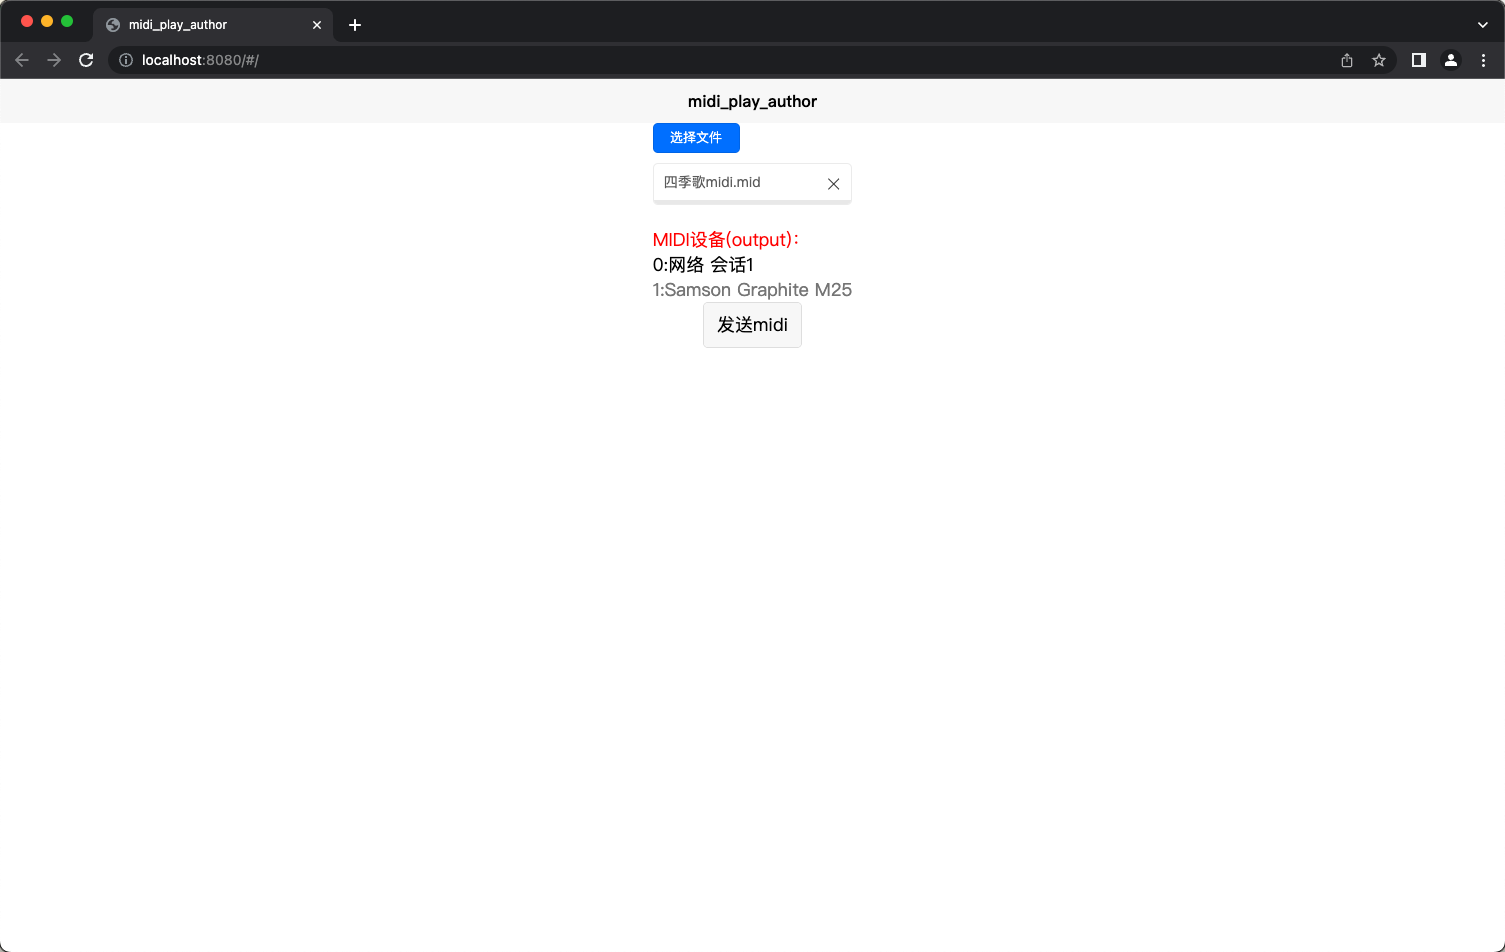 midi_play_author
localhost:8080/#/
midi_play_author
选择文件
四季歌midi.mid
MIDI设备(output)：
0:网络 会话1
1:Samson Graphite M25
发送midi